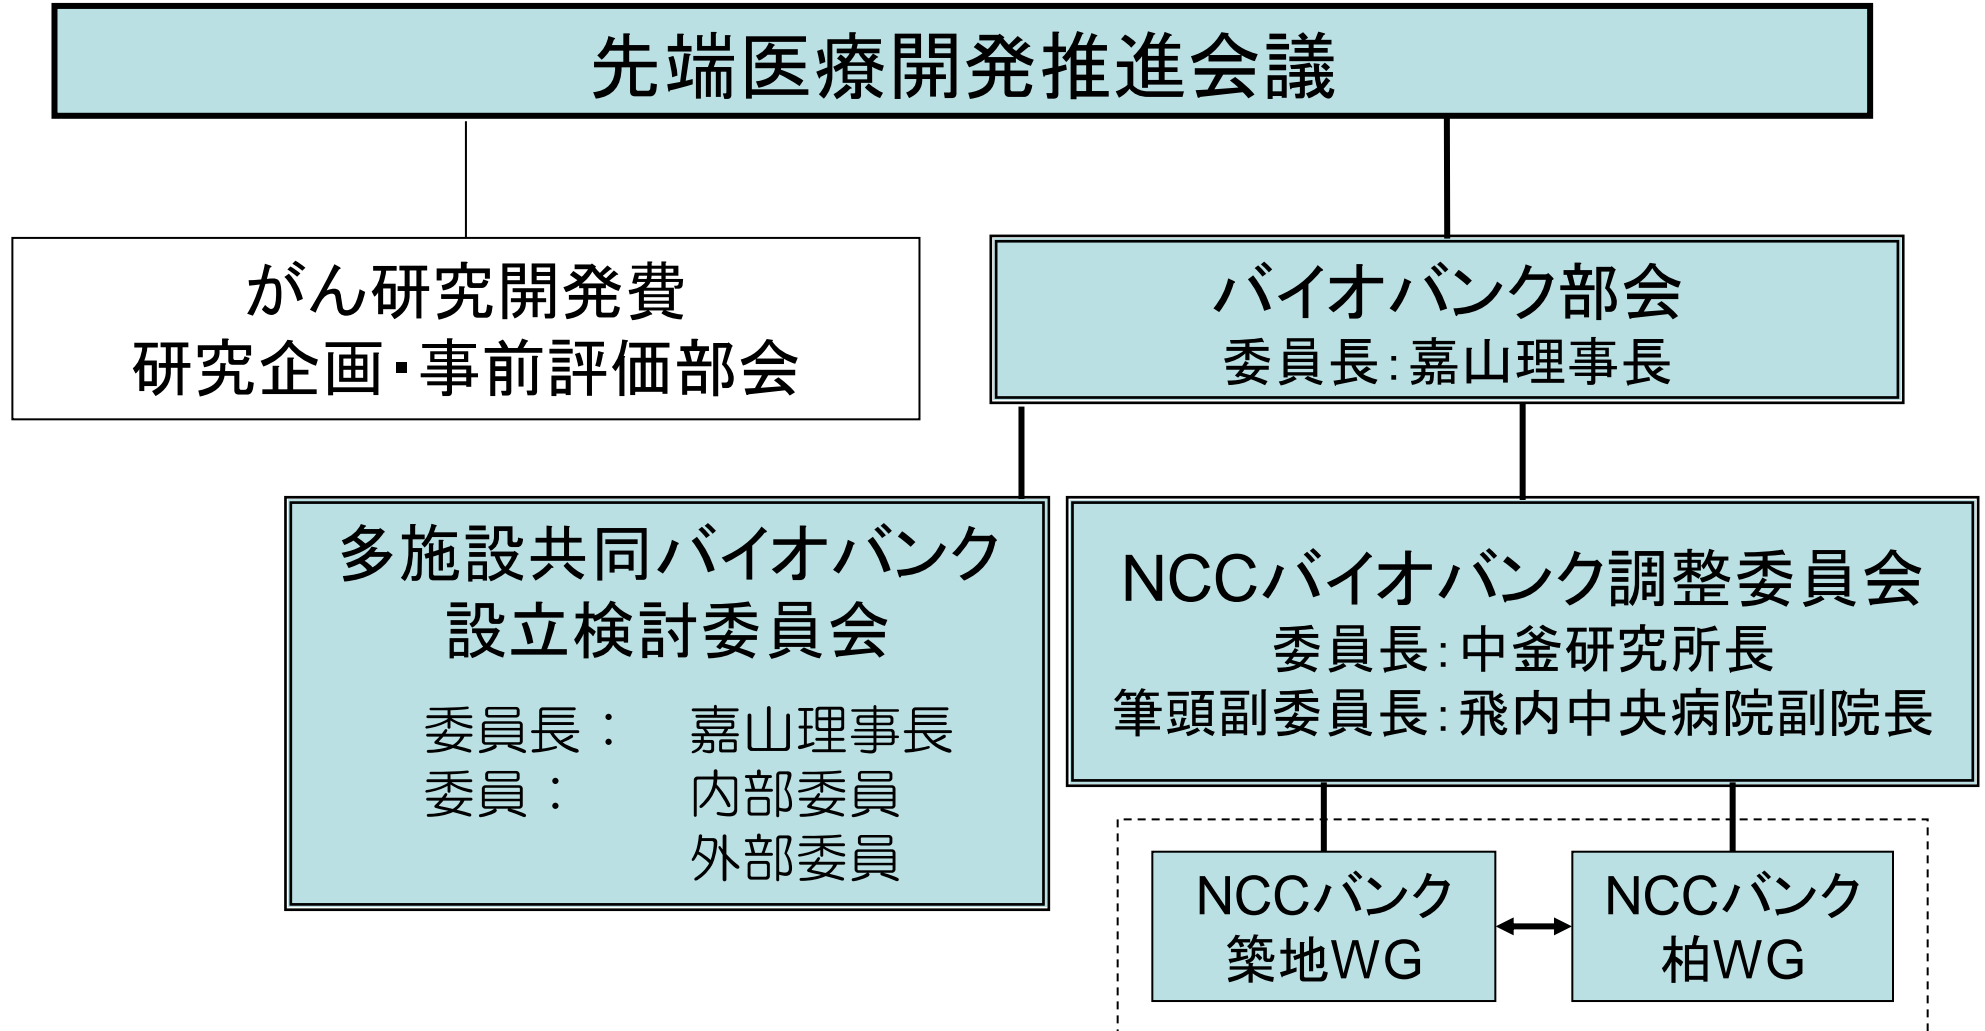 先端医療開発推進会議
がん研究開発費
研究企画・事前評価部会
バイオバンク部会
委員長：嘉山理事長
多施設共同バイオバンク
設立検討委員会
委員長： 嘉山理事長
委員： 内部委員
外部委員
NCCバイオバンク調整委員会
委員長：中釜研究所長
筆頭副委員長：飛内中央病院副院長
NCCバンク
築地WG
NCCバンク
柏WG